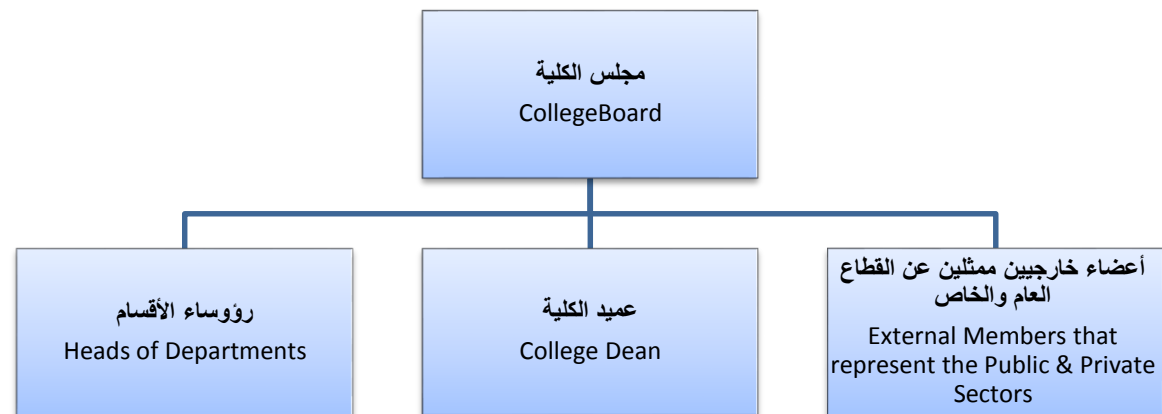 مجلس الكلية
CollegeBoard
رؤوساء الأقسام
Heads of Departments
عميد الكلية
College Dean
أعضاء خارجيين ممثلين عن القطاع
العام والخاص
External Members that
represent the Public & Private
Sectors